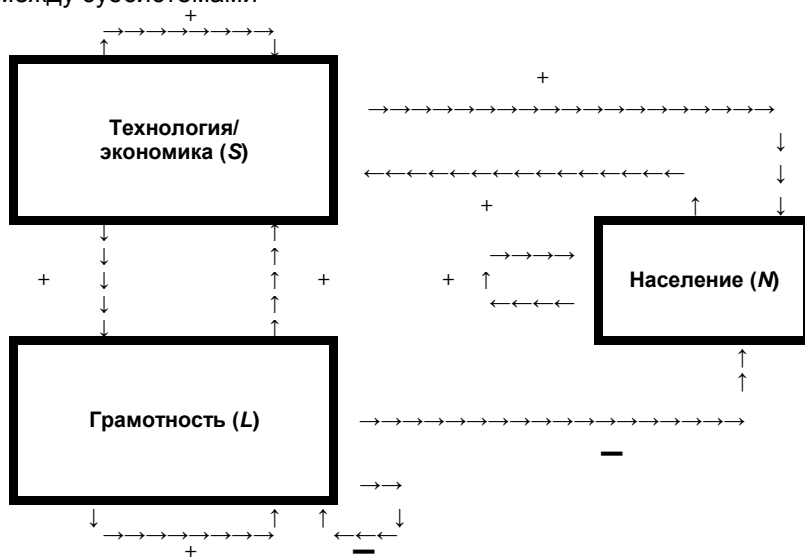 между субсистемами
+
+
Технология/
экономика (S)
+
+
+
+
Население (N)
Грамотность (L)
−
+
−